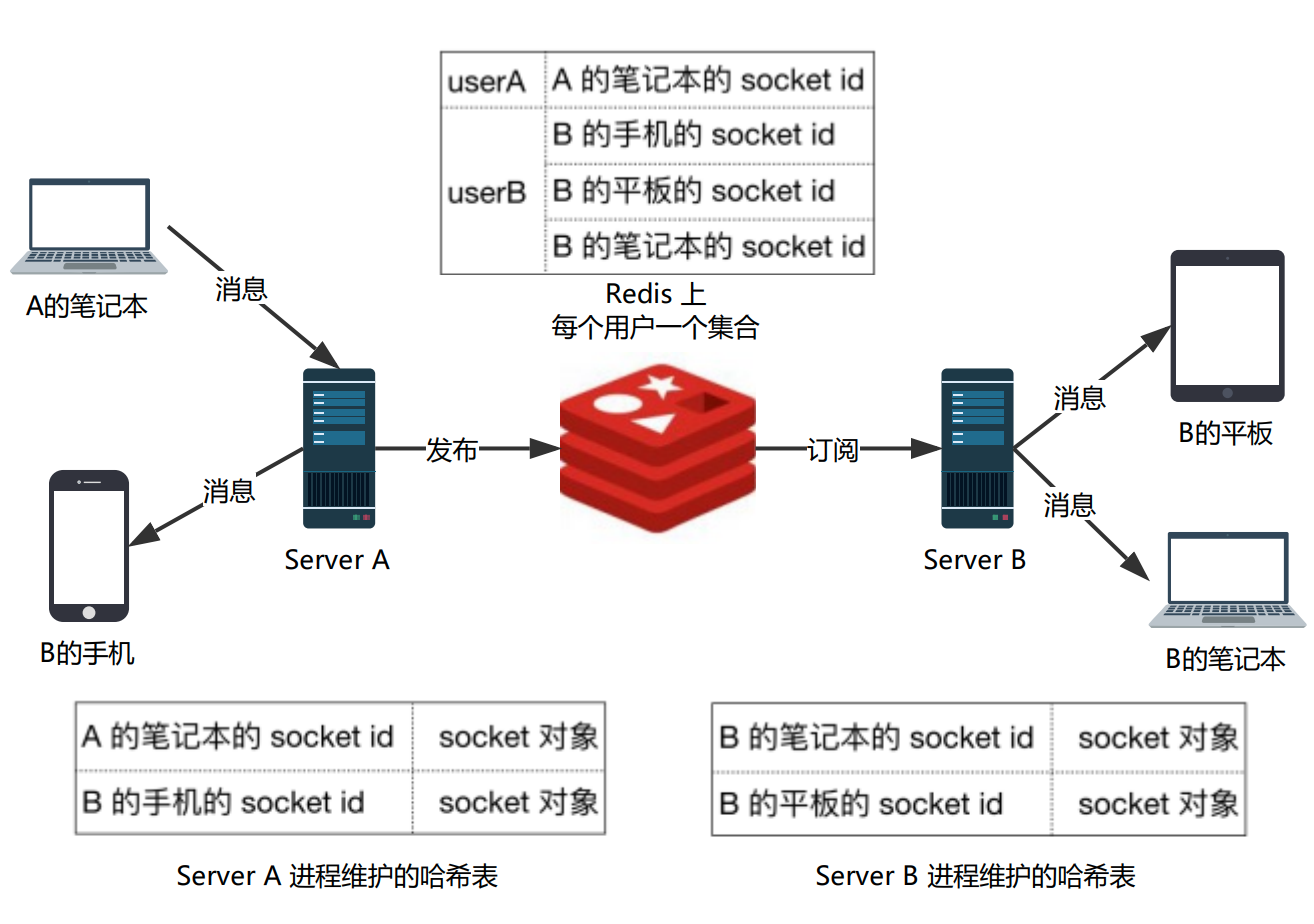 userA A 的笔记本的 socket id
B 的手机的 socket id
userB B 的平板的 socket id
B 的笔记本的 socket id
Redis 上
每个用户一个集合
A的笔记本
消息
消息
B的手机
Server A
发布
订阅
Server B
消息
消息
B的平板
B的笔记本
A 的笔记本的 socket id socket 对象
B 的手机的 socket id socket 对象
Server A 进程维护的哈希表
B 的笔记本的 socket id socket 对象
B 的平板的 socket id socket 对象
Server B 进程维护的哈希表